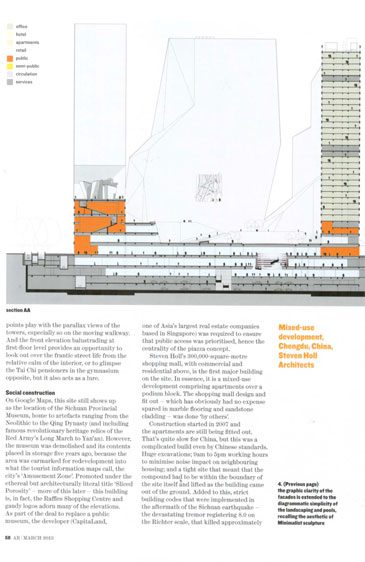 office
hotel
apartments
retail
public
semi-public
circulation
services
section AA
points play with the parallax views of the
towers, especially so on the moving walkway.
And the front elevation balustrading at
first-floor level provides an opportunity to
look out over the frantic street life from the
relative calm of the interior, or to glimpse
the Tai Chi pensioners in the gymnasium
opposite, but it also acts as a lure.
Social construction
On Google Maps, this site still shows up
as the location of the Sichuan Provincial
Museum, home to artefacts ranging from the
Neolithic to the Qing Dynasty (and including
famous revolutionary heritage relics of the
Red Army's Long March to Yan'an). However,
the museum was demolished and its contents
placed in storage five years ago, because the
area was earmarked for redevelopment into
what the tourist information maps call, the
city's 'Amusement Zone'. Promoted under the
ethereal but architecturally literal title 'Sliced
Porosity' – more of this later – this building
is, in fact, the Raffles Shopping Centre and
gaudy logos adorn many of the elevations.
As part of the deal to replace a public
museum, the developer (CapitaLand,
one of Asia's largest real estate companies
based in Singapore) was required to ensure
that public access was prioritised, hence the
centrality of the piazza concept.
Steven Holl's 300,000-square-metre
shopping mall, with commercial and
residential above, is the first major building
on the site. In essence, it is a mixed-use
development comprising apartments over a
podium block. The shopping mall design and
fit out – which has obviously had no expense
spared in marble flooring and sandstone
cladding – was done 'by others'.
Construction started in 2007 and
the apartments are still being fitted out.
That's quite slow for China, but this was a
complicated build even by Chinese standards.
Huge excavations; 9am to 5pm working hours
to minimise noise impact on neighbouring
housing; and a tight site that meant that the
compound had to be within the boundary of
the site itself and lifted as the building came
out of the ground. Added to this, strict
building codes that were implemented in
the aftermath of the Sichuan earthquake –
the devastating tremor registering 8.0 on
the Richter scale, that killed approximately
Mixed-use
development,
Chengdu, China,
Steven Holl
Architects
4. (Previous page)
the graphic clarity of the
facades is extended to the
diagrammatic simplicity of
the landscaping and pools,
recalling the aesthetic of
Minimalist sculpture
58 AR | MARCH 2013